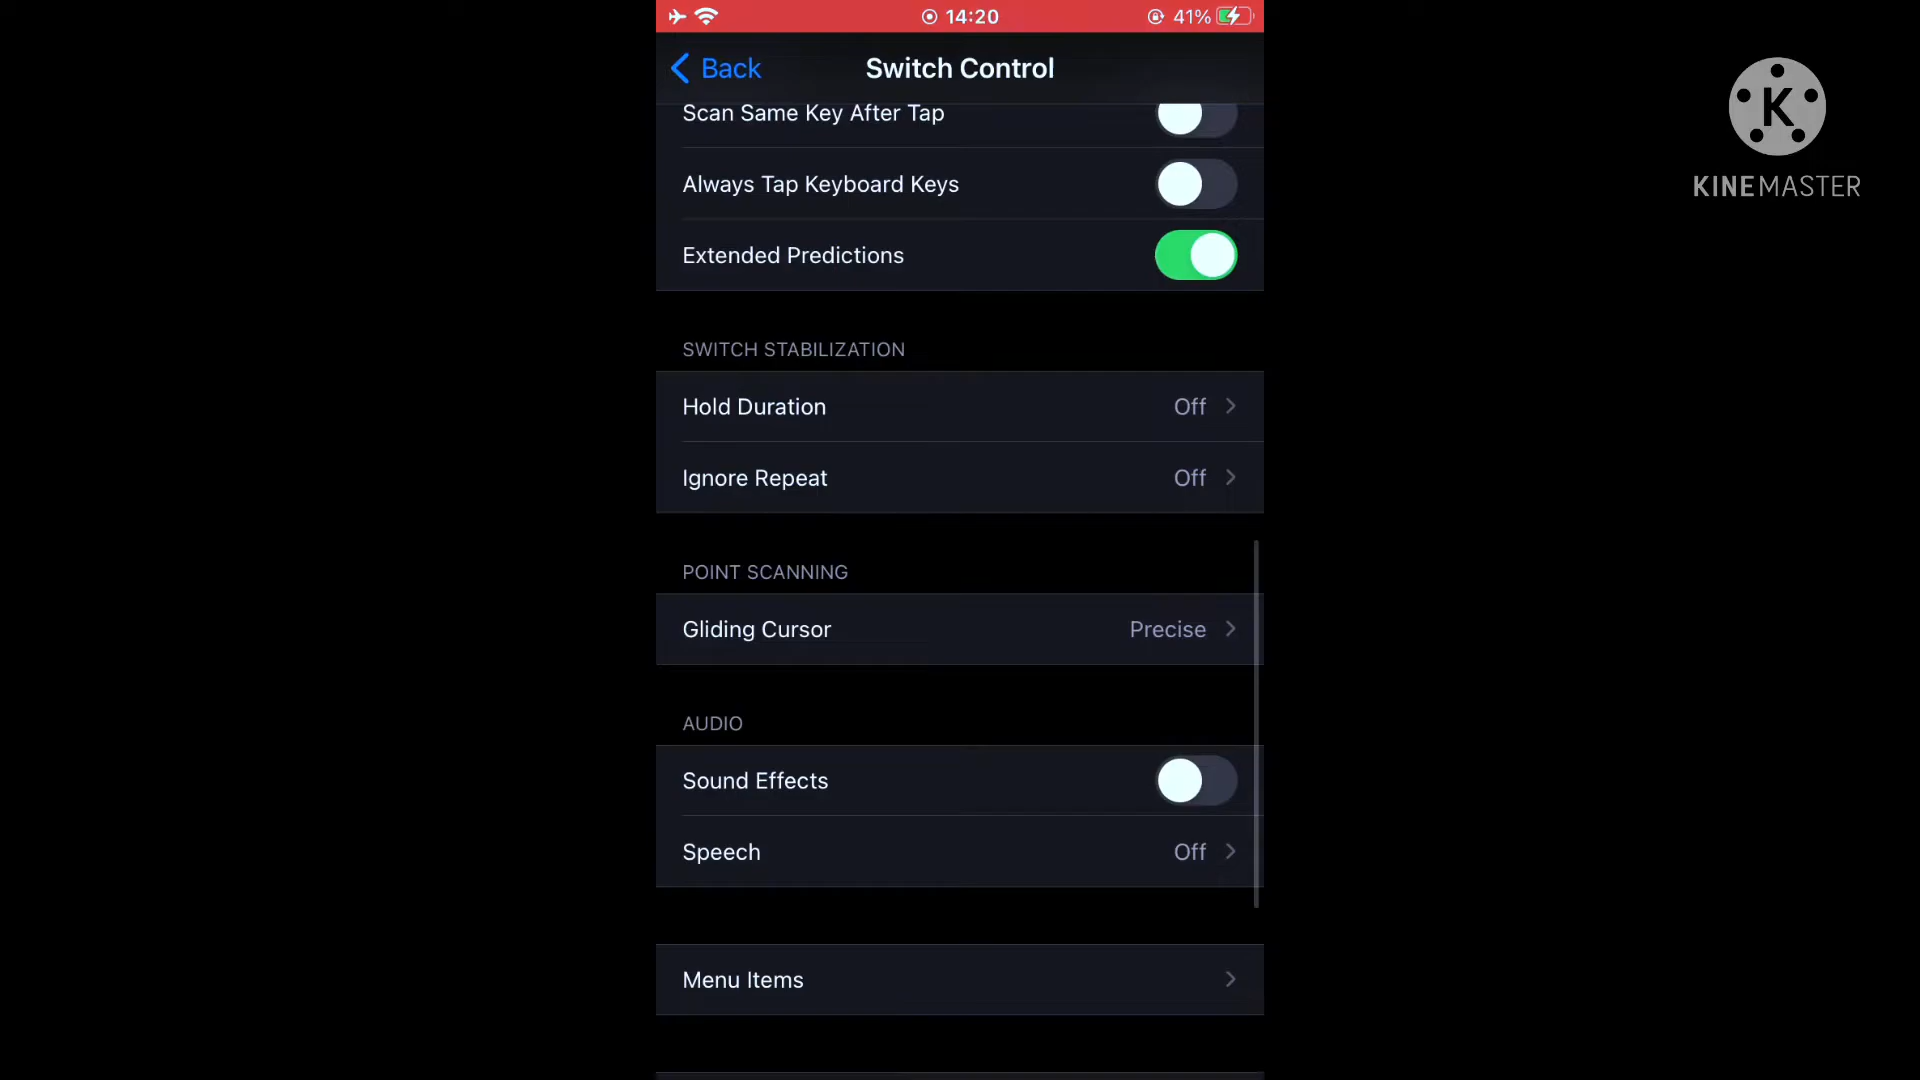 14:20
41%
Back
Switch Control
K
KINEMASTER
Scan Same Key After Tap
Always Tap Keyboard Keys
Extended Predictions
SWITCH STABILIZATION
Hold Duration Off
Ignore Repeat Off
POINT SCANNING
Gliding Cursor Precise
AUDIO
Sound Effects
Speech Off
Menu Items